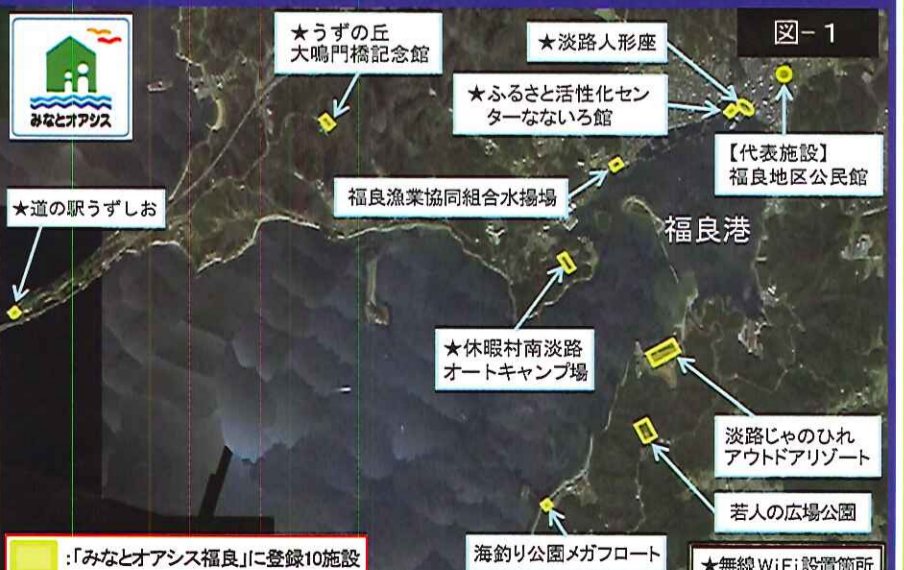 図-1
みなとオアシス
★うずの丘
大鳴門橋記念館
★淡路人形座
★ふるさと活性化セン
ターなないろ館
【代表施設】
福良地区公民館
福良漁業協同組合水揚場
★道の駅うずしお
福良港
★休暇村南淡路
オートキャンプ場
淡路じゃのひれ
アウトドアリゾート
若人の広場公園
海釣り公園メガフロート
:「みなとオアシス福良」に登録10施設
★無線WiFi設置箇所